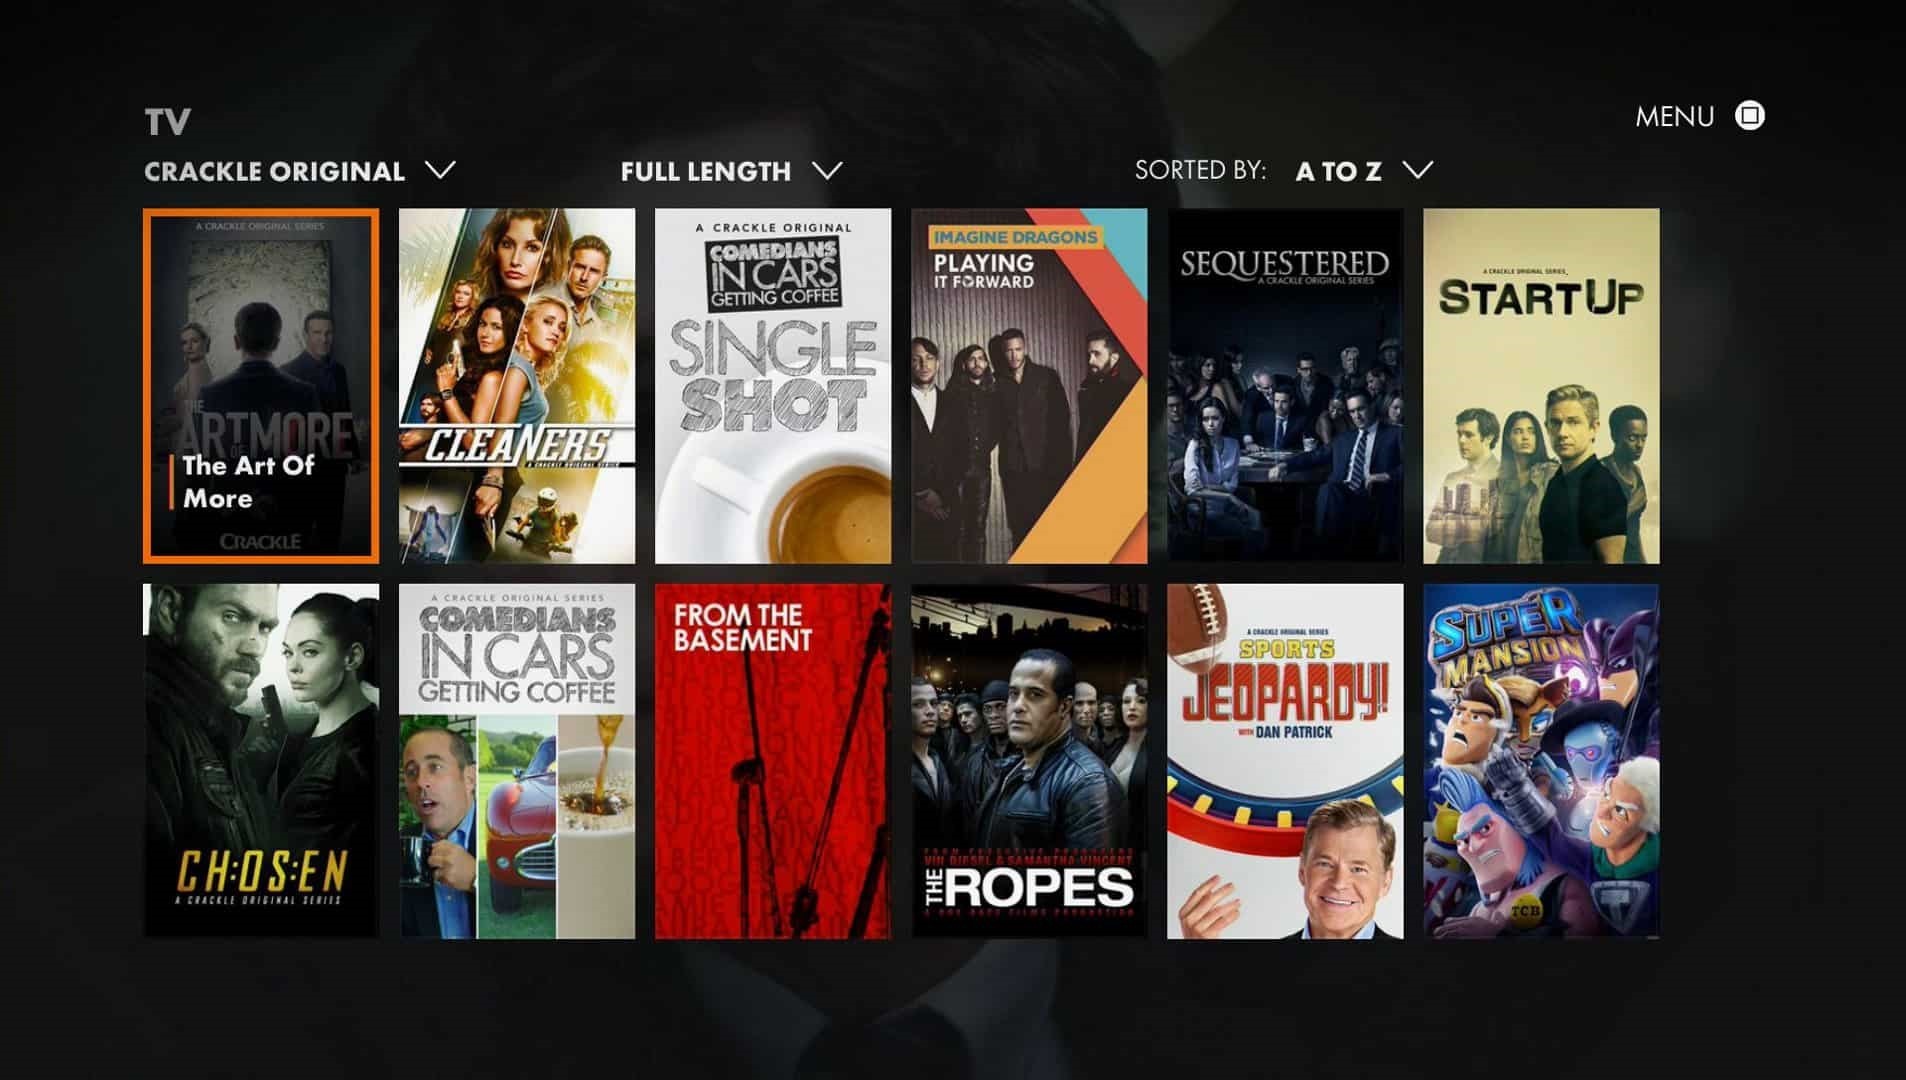 TV
MENU
CRACKLE ORIGINAL
FULL LENGTH
SORTED BY: A TO Z
A CRACKLE ORIGINAL SERIES
THE
ARTMORE
OF
The Art Of
More
CRACKLE
CLEANERS
A CRACKLE ORIGINAL SERIES
A CRACKLE ORIGINAL
COMEDIANS
IN CARS
GETTING COFFEE
SINGLE
SHOT
IMAGINE DRAGONS
PLAYING
IT FORWARD
SEQUESTERED
A CRACKLE ORIGINAL SERIES
A CRACKLE ORIGINAL SERIES
STARTUP
CH:OS:EN
A CRACKLE ORIGINAL SERIES
A CRACKLE ORIGINAL SERIES
COMEDIANS
IN CARS
GETTING COFFEE
FROM THE
BASEMENT
FROM EXECUTIVE PRODUCERS
VIN DIESEL & SAMANTHA VINCENT
THE ROPES
A ONE RACE FILMS PRODUCTION
A CRACKLE ORIGINAL SERIES
SPORTS
JEOPARDY!
WITH DAN PATRICK
SUPER
MANSION
TCB